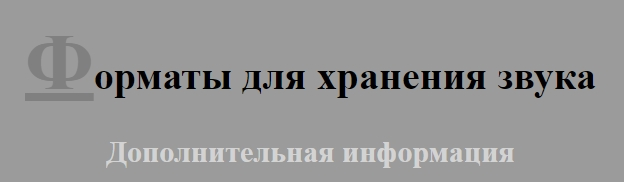 Форматы для хранения звука
Дополнительная информация